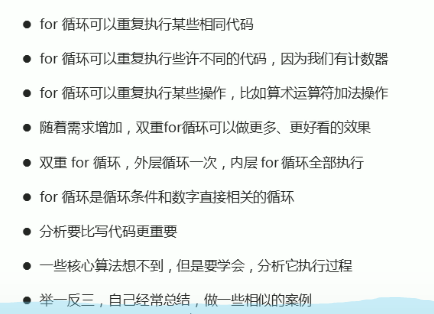 ● for 循环可以重复执行某些相同代码
● for 循环可以重复执行些许不同的代码，因为我们有计数器
● for 循环可以重复执行某些操作，比如算术运算符加法操作
● 随着需求增加，双重for循环可以做更多、更好看的效果
● 双重 for 循环，外层循环一次，内层 for 循环全部执行
● for 循环是循环条件和数字直接相关的循环
● 分析要比写代码更重要
● 一些核心算法想不到，但是要学会，分析它执行过程
● 举一反三，自己经常总结，做一些相似的案例